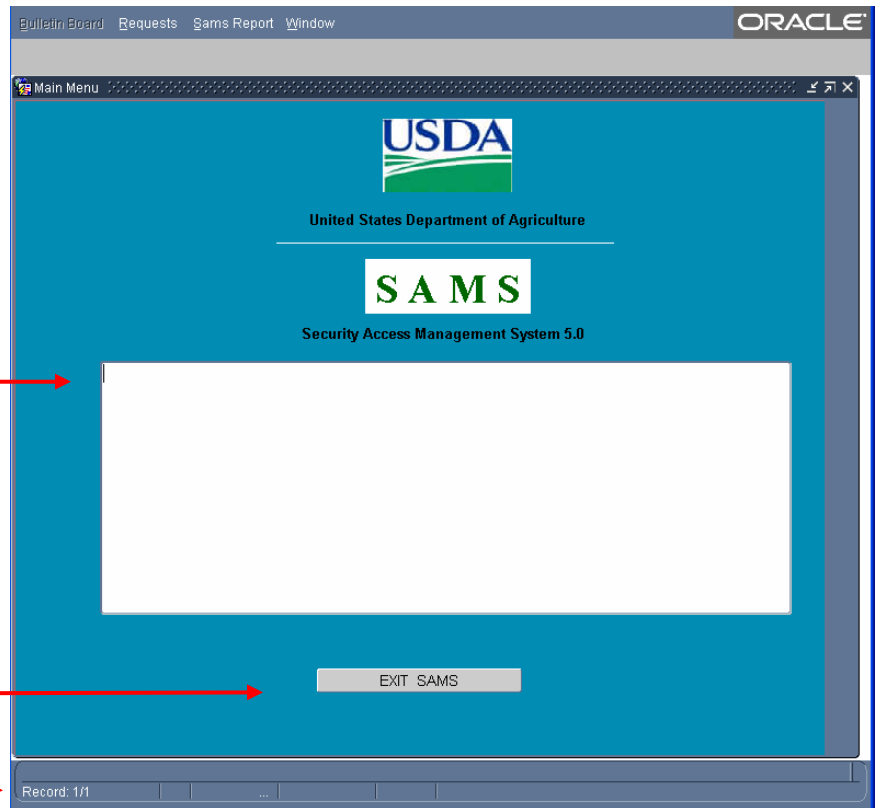 Bulletin Board Requests Sams Report Window ORACLE
Main Menu
USDA
United States Department of Agriculture
S A M S
Security Access Management System 5.0
EXIT SAMS
Record: 1/1 ...